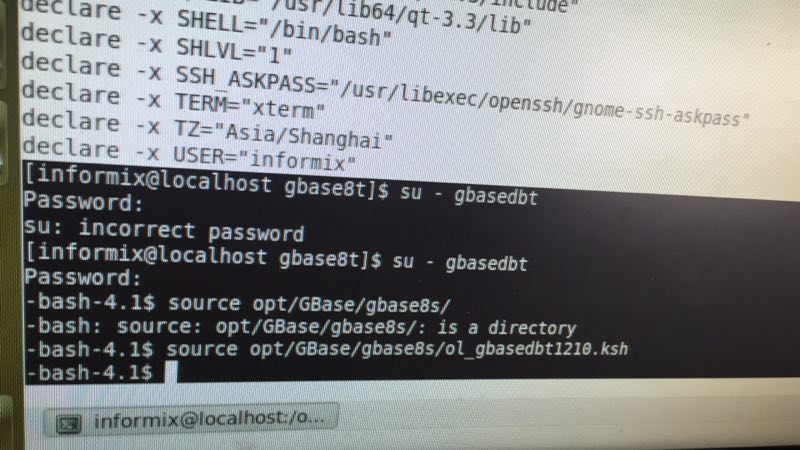 include"
"/usr/lib64/qt-3.3/lib"
declare -x SHELL="/bin/bash"
declare -x SHLVL="1"
declare -x SSH_ASKPASS="/usr/libexec/openssh/gnome-ssh-askpass"
declare -x TERM="xterm"
declare -x TZ="Asia/Shanghai"
declare -x USER="informix"
[informix@localhost gbase8t]$ su - gbasedbt
Password:
su: incorrect password
[informix@localhost gbase8t]$ su - gbasedbt
Password:
-bash-4.1$ source opt/GBase/gbase8s/
-bash: source: opt/GBase/gbase8s/: is a directory
-bash-4.1$ source opt/GBase/gbase8s/ol_gbasedbt1210.ksh
-bash-4.1$
informix@localhost:/o...